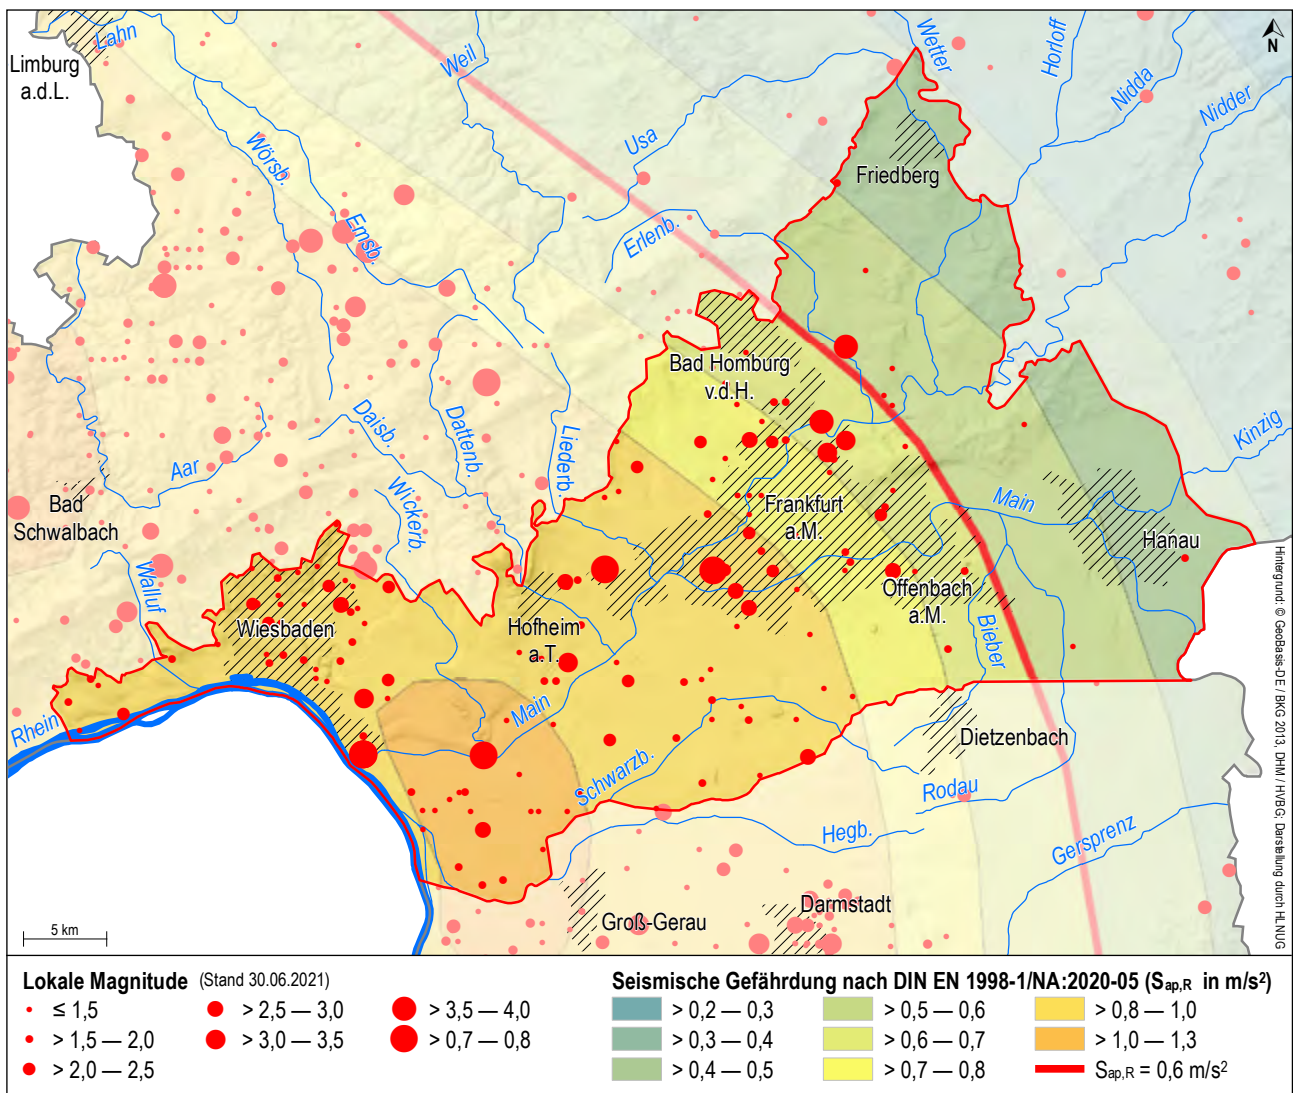 Lahn
Limburg
a.d.L.
Weil
Wetter
Horloff
N
Nidda
Nidder
Usa
Wörsb.
Friedberg
Emsb.
Erlenb.
Bad Homburg
v.d.H.
Daisb.
Dattenb.
Liederb.
Kinzig
Aar
Wickerb.
Bad
Schwalbach
Frankfurt
a.M.
Main
Hanau
Walluf
Wiesbaden
Hofheim
a.T.
Offenbach
a.M.
Bieber
Rhein
Main
Schwarzb.
Dietzenbach
Rodau
Hegb.
Gersprenz
Groß-Gerau
Darmstadt
5 km
Hintergrund: © GeoBasis-DE / BKG 2013, DHM / HVBG; Darstellung durch HLNUG
Lokale Magnitude (Stand 30.06.2021)
≤ 1,5
> 1,5 — 2,0
> 2,0 — 2,5
> 2,5 — 3,0
> 3,0 — 3,5
> 3,5 — 4,0
> 0,7 — 0,8
Seismische Gefährdung nach DIN EN 1998-1/NA:2020-05 (Sap,R in m/s²)
> 0,2 — 0,3
> 0,3 — 0,4
> 0,4 — 0,5
> 0,5 — 0,6
> 0,6 — 0,7
> 0,7 — 0,8
> 0,8 — 1,0
> 1,0 — 1,3
Sap,R = 0,6 m/s²